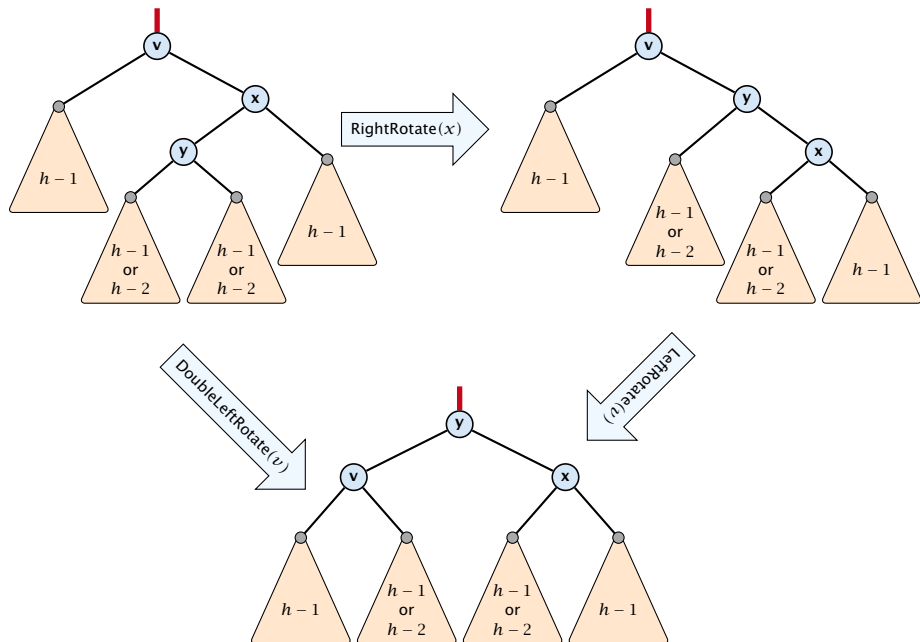 v
x
y
h − 1
h − 1
or
h − 2
h − 1
or
h − 2
h − 1
RightRotate(x)
v
y
x
h − 1
h − 1
or
h − 2
h − 1
or
h − 2
h − 1
DoubleLeftRotate(v)
LeftRotate(v)
y
v
x
h − 1
h − 1
or
h − 2
h − 1
or
h − 2
h − 1